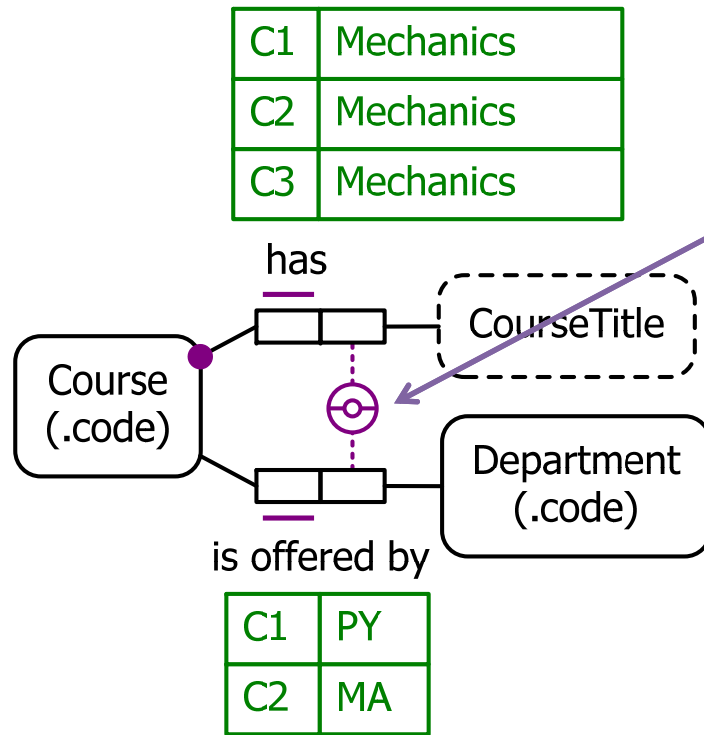 C1 Mechanics
C2 Mechanics
C3 Mechanics
has
CourseTitle
Course
(.code)
Department
(.code)
is offered by
C1 PY
C2 MA